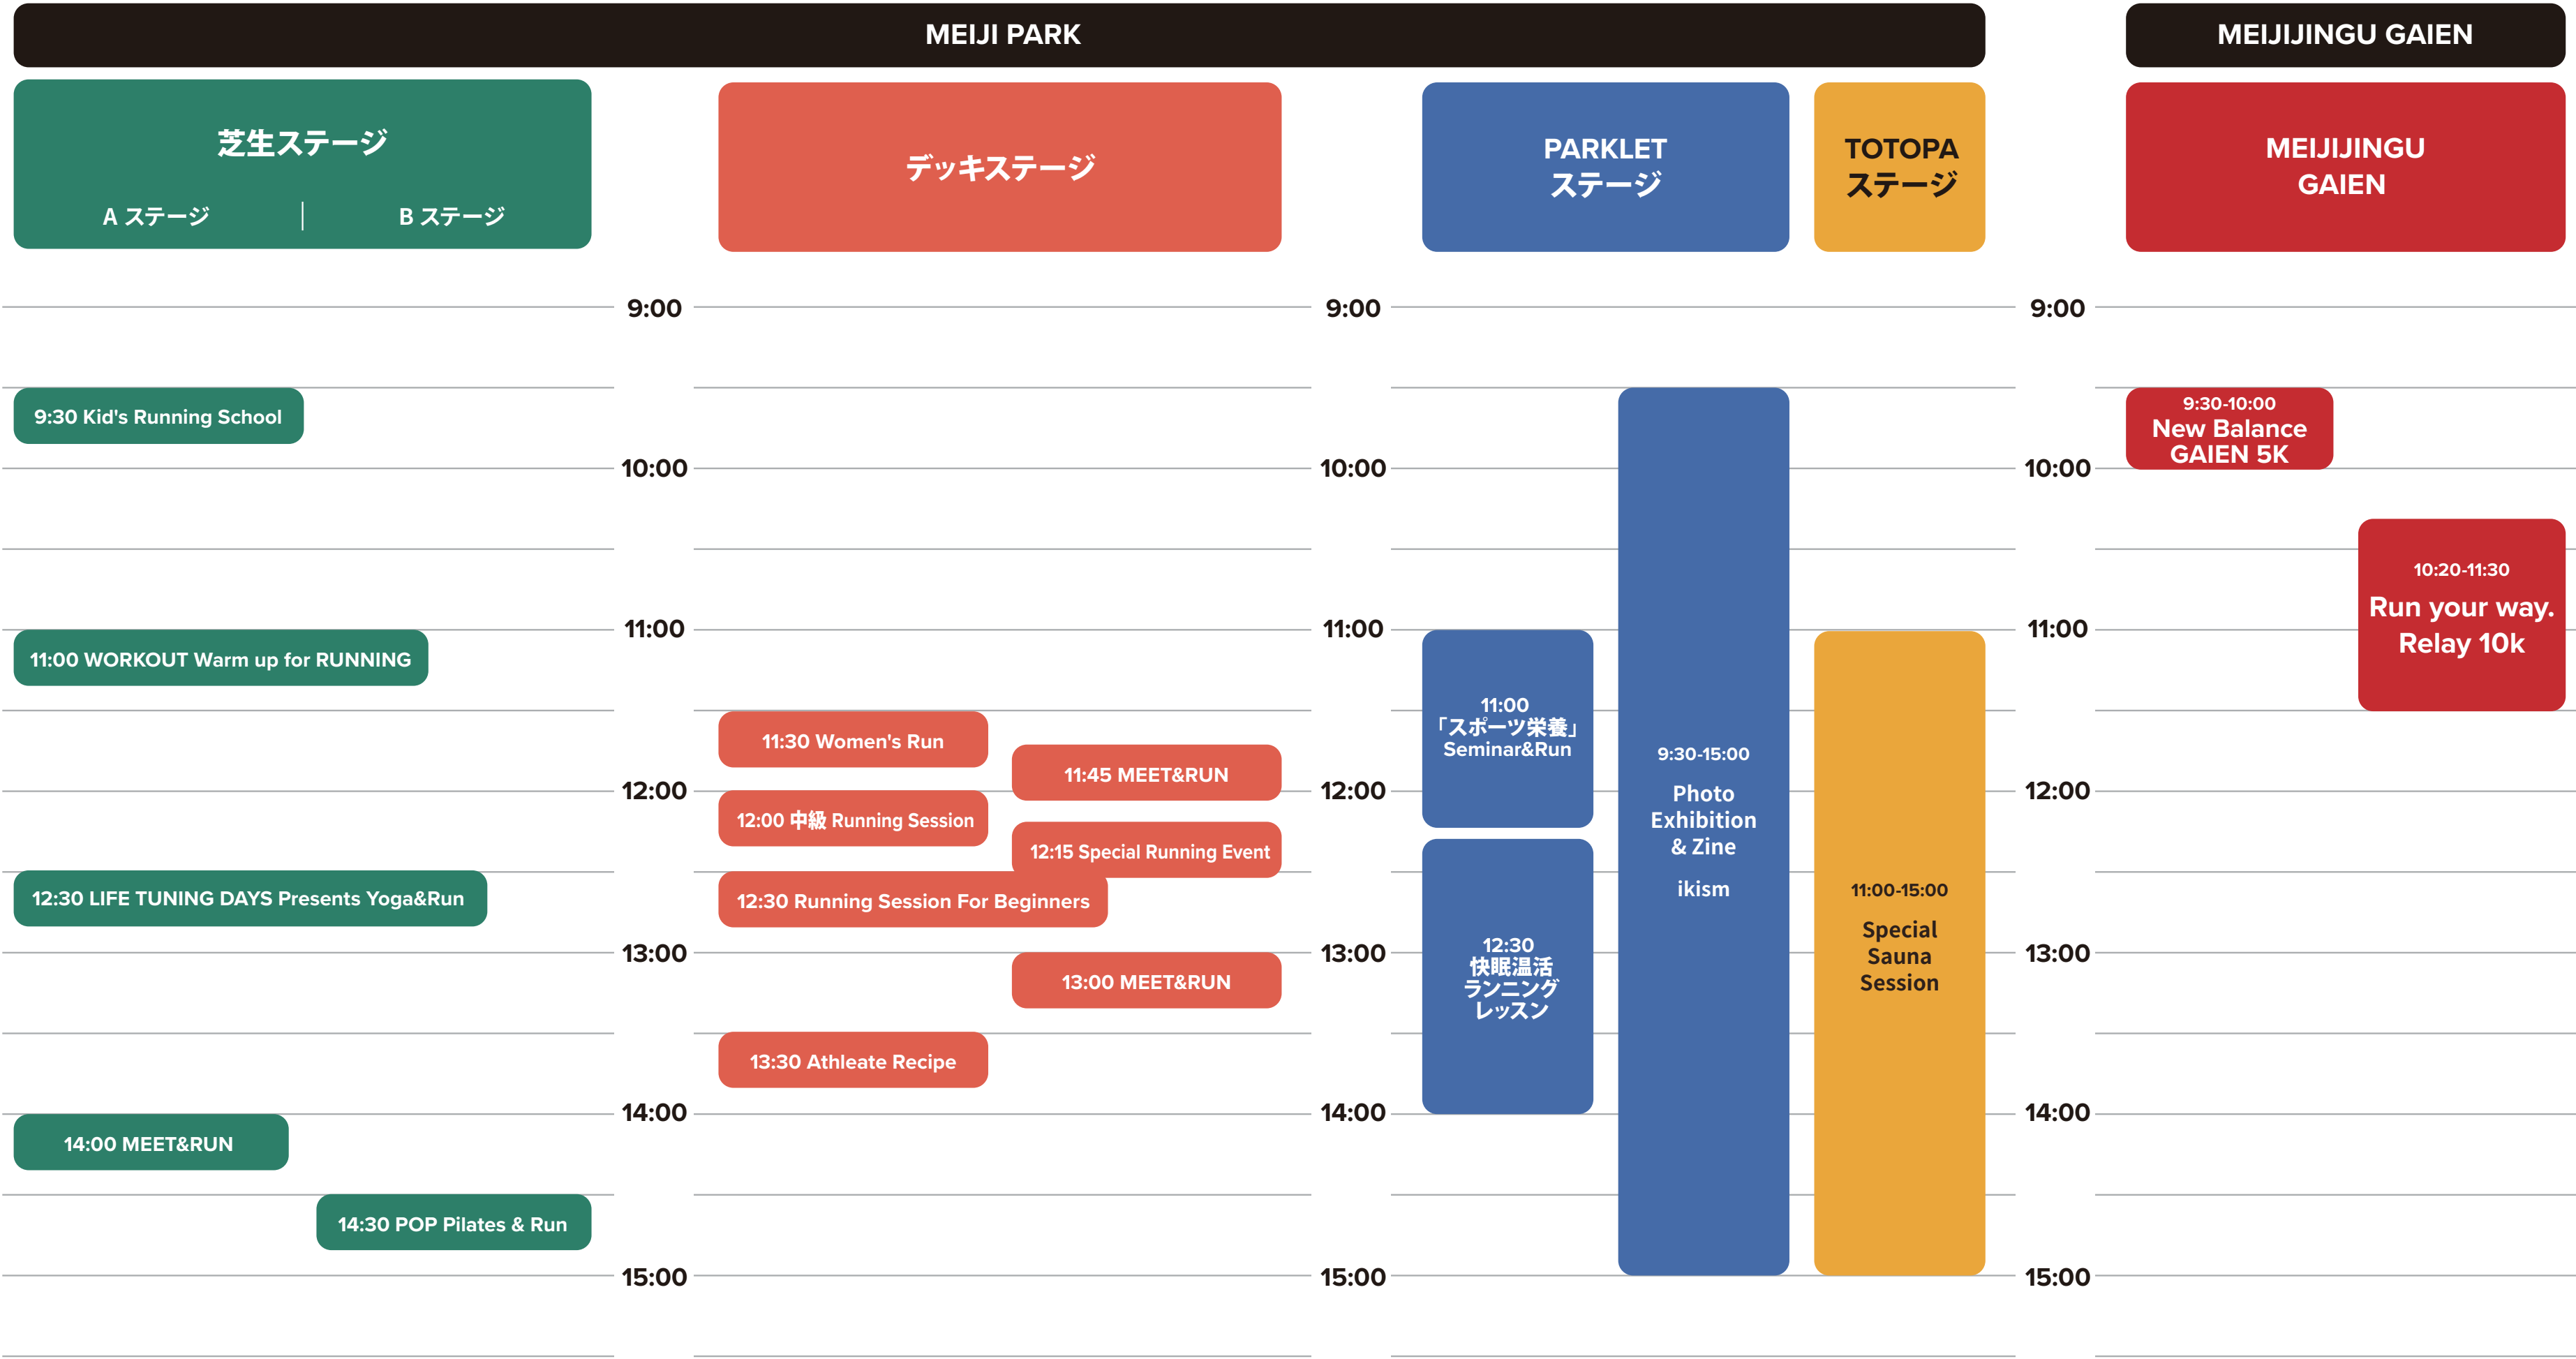 MEIJI PARK
MEIJIJINGU GAIEN
芝生ステージ
A ステージ | B ステージ
デッキステージ
PARKLET
ステージ
TOTOPA
ステージ
MEIJIJINGU
GAIEN
9:00
10:00
11:00
12:00
13:00
14:00
15:00
9:00
10:00
11:00
12:00
13:00
14:00
15:00
9:00
10:00
11:00
12:00
13:00
14:00
15:00
9:30 Kid's Running School
11:00 WORKOUT Warm up for RUNNING
12:30 LIFE TUNING DAYS Presents Yoga&Run
14:00 MEET&RUN
14:30 POP Pilates & Run
11:30 Women's Run
11:45 MEET&RUN
12:00 中級 Running Session
12:15 Special Running Event
12:30 Running Session For Beginners
13:00 MEET&RUN
13:30 Athleate Recipe
11:00
「スポーツ栄養」
Seminar&Run
12:30
快眠温活
ランニング
レッスン
9:30-15:00
Photo
Exhibition
& Zine
ikism
11:00-15:00
Special
Sauna
Session
9:30-10:00
New Balance
GAIEN 5K
10:20-11:30
Run your way.
Relay 10k